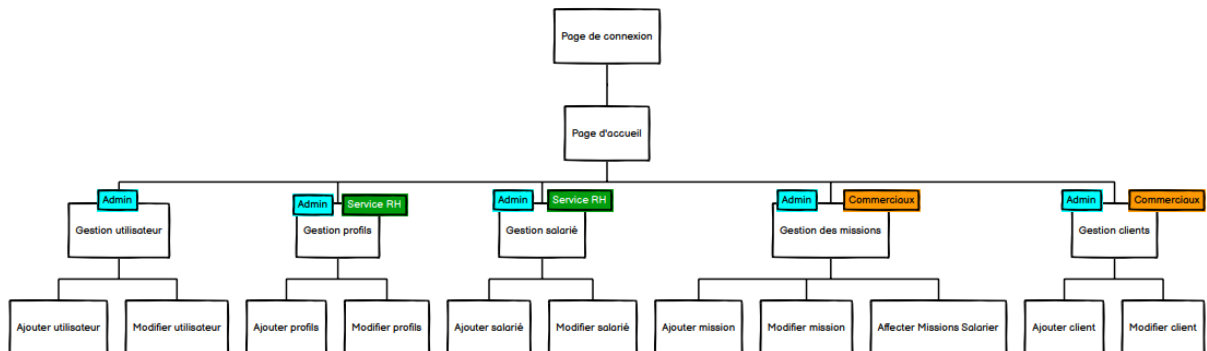 Page de connexion
Page d'accueil
Admin
Admin
Service RH
Admin
Service RH
Admin
Commerciaux
Admin
Commerciaux
Gestion utilisateur
Gestion profils
Gestion salarié
Gestion des missions
Gestion clients
Ajouter utilisateur
Modifier utilisateur
Ajouter profils
Modifier profils
Ajouter salarié
Modifier salarié
Ajouter mission
Modifier mission
Affecter Missions Salarier
Ajouter client
Modifier client